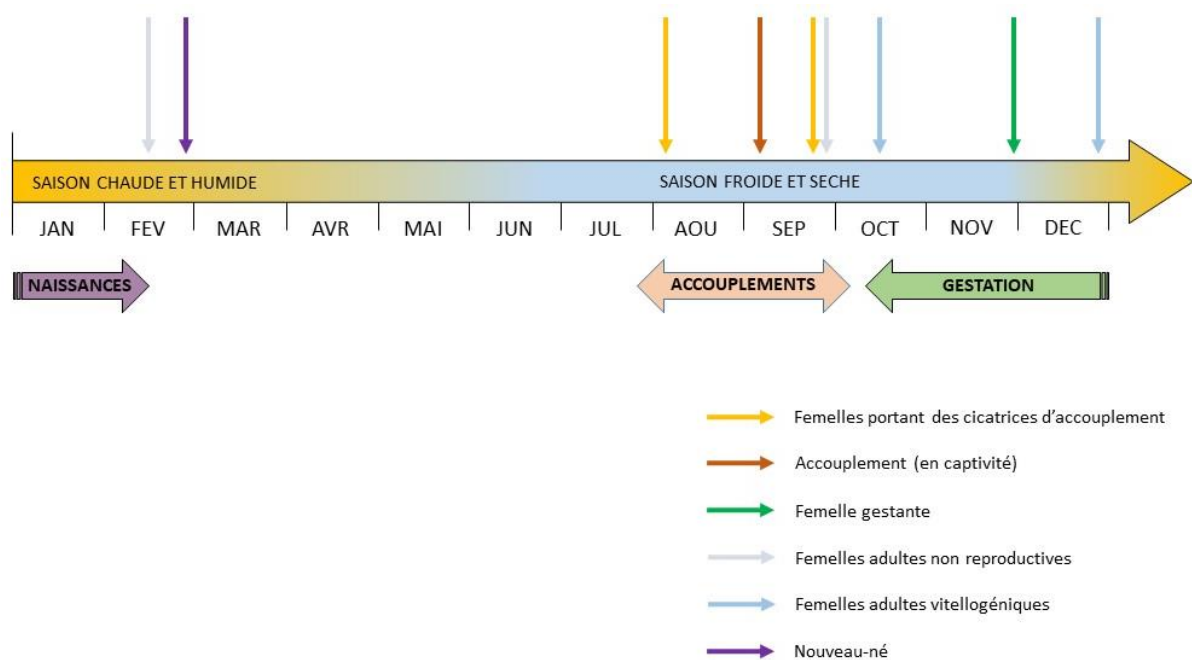 SAISON CHAUDE ET HUMIDE
SAISON FROIDE ET SECHE
JAN FEV MAR AVR MAI JUN JUL AOU SEP OCT NOV DEC
NAISSANCES ACCOUPLEMENTS GESTATION
Femelles portant des cicatrices d'accouplement
Accouplement (en captivité)
Femelle gestante
Femelles adultes non reproductives
Femelles adultes vitellogéniques
Nouveau-né